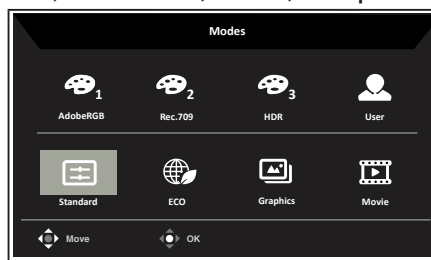 Modes
1 2 3
AdobeRGB Rec.709 HDR User
Standard ECO Graphics Movie
Move OK